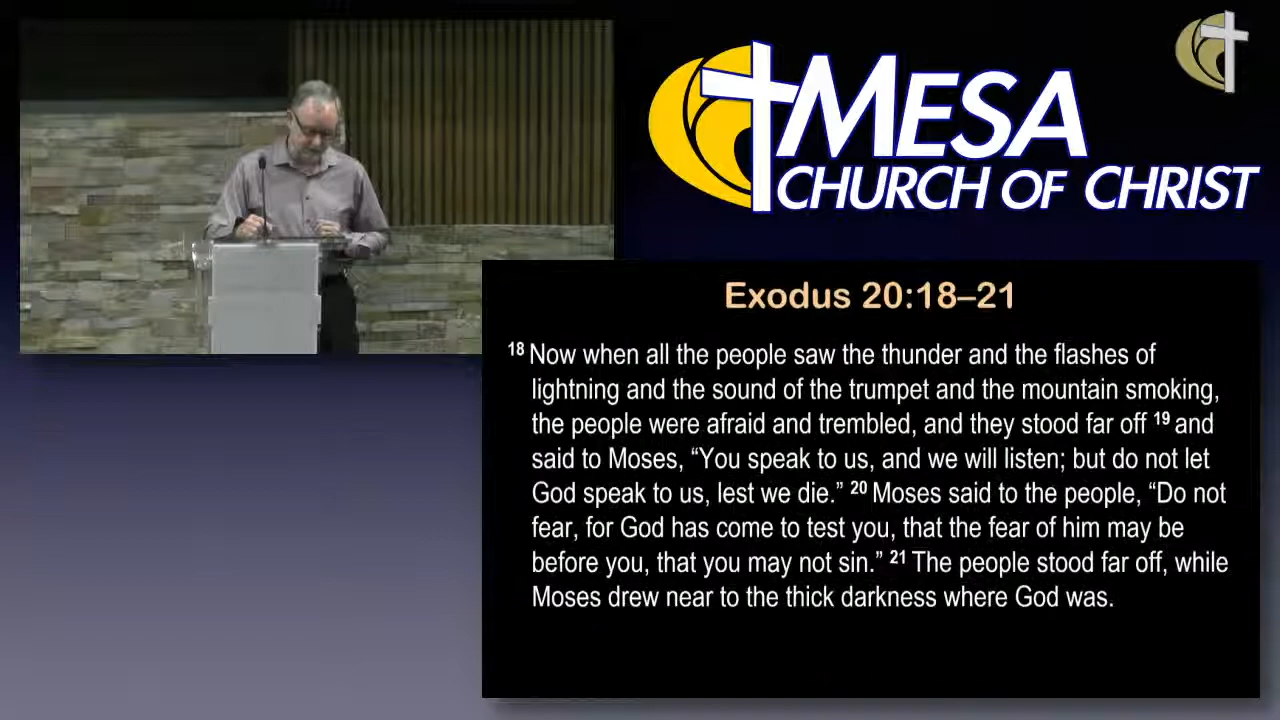 MESA
CHURCH OF CHRIST
Exodus 20:18–21
18 Now when all the people saw the thunder and the flashes of
lightning and the sound of the trumpet and the mountain smoking,
the people were afraid and trembled, and they stood far off 19 and
said to Moses, “You speak to us, and we will listen; but do not let
God speak to us, lest we die.” 20 Moses said to the people, “Do not
fear, for God has come to test you, that the fear of him may be
before you, that you may not sin.” 21 The people stood far off, while
Moses drew near to the thick darkness where God was.